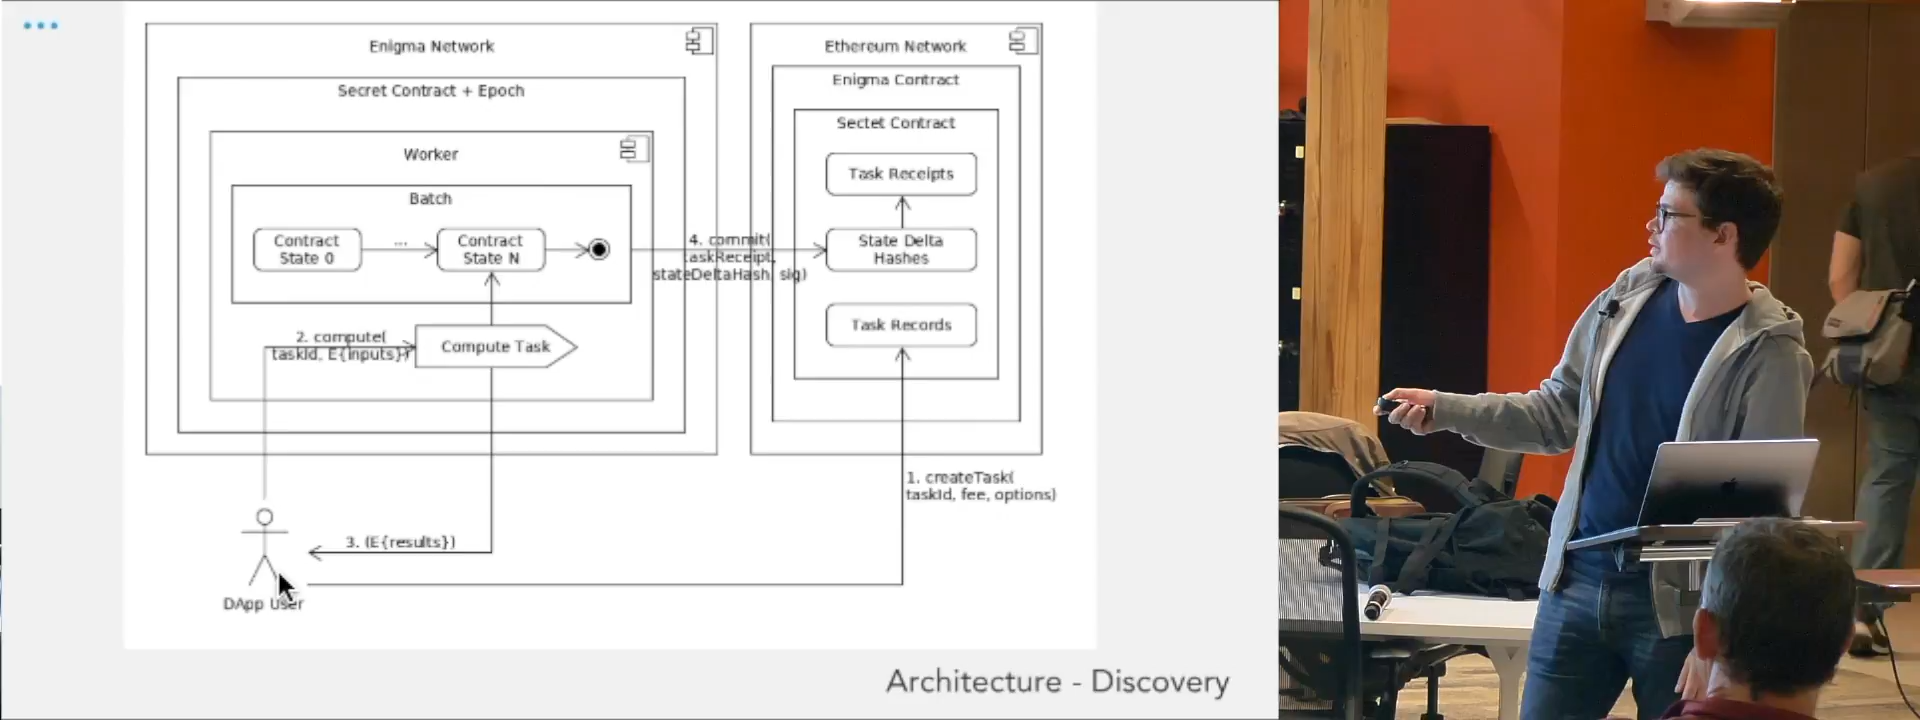 Enigma Network
Secret Contract + Epoch
Worker
Batch
Contract
State 0
...
Contract
State N
2. compute(
taskId, E{inputs})
Compute Task
4. commit(
taskReceipt,
stateDeltaHash, sig)
Ethereum Network
Enigma Contract
Sectet Contract
Task Receipts
State Delta
Hashes
Task Records
1. createTask(
taskId, fee, options)
3. (E{results})
DApp User
Architecture - Discovery